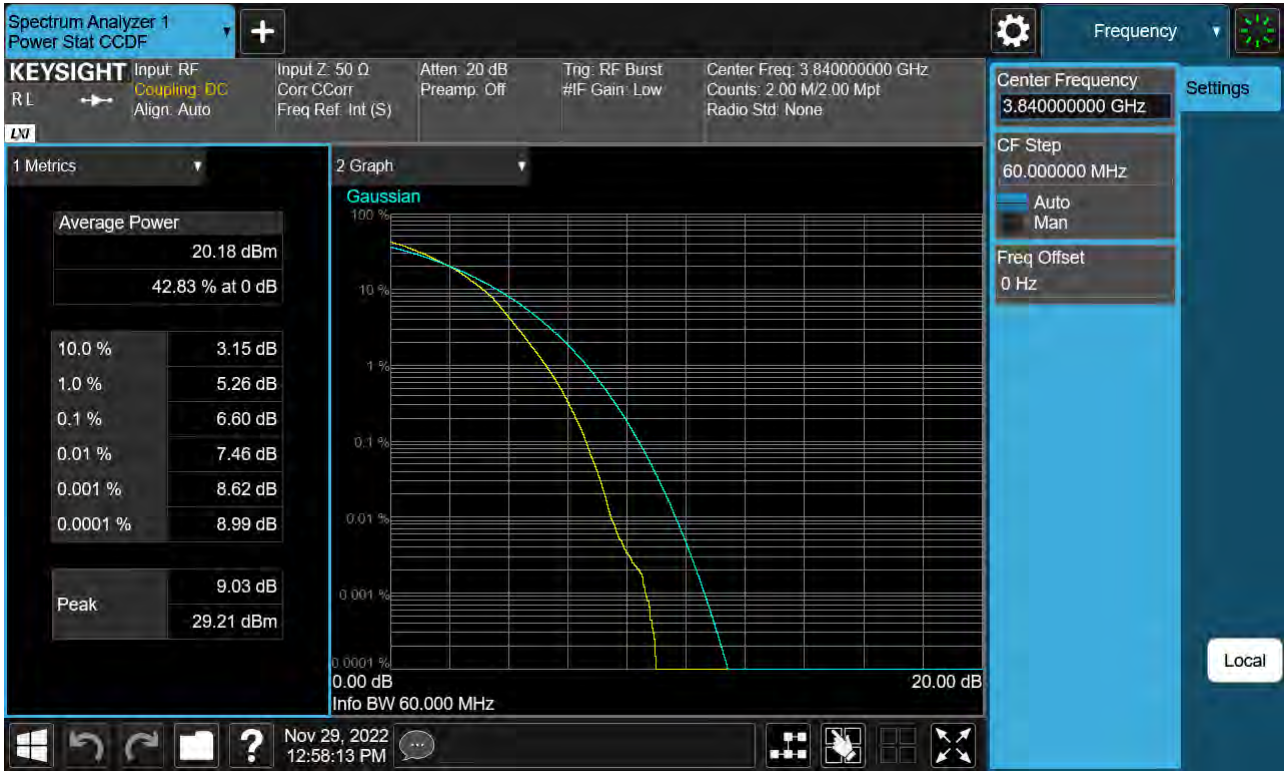 Spectrum Analyzer 1
Power Stat CCDF
+
Frequency
KEYSIGHT
RL
LXI
Input: RF
Coupling: DC
Align: Auto
Input Z: 50 Ω
Corr CCorr
Freq Ref: Int (S)
Atten: 20 dB
Preamp: Off
Trig: RF Burst
#IF Gain: Low
Center Freq: 3.840000000 GHz
Counts: 2.00 M/2.00 Mpt
Radio Std: None
Center Frequency
3.840000000 GHz
Settings
CF Step
60.000000 MHz
Auto
Man
Freq Offset
0 Hz
1 Metrics
Average Power
20.18 dBm
42.83 % at 0 dB
10.0 % 3.15 dB
1.0 % 5.26 dB
0.1 % 6.60 dB
0.01 % 7.46 dB
0.001 % 8.62 dB
0.0001 % 8.99 dB
Peak
9.03 dB
29.21 dBm
2 Graph
Gaussian
100 %
10 %
1 %
0.1 %
0.01 %
0.001 %
0.0001 %
0.00 dB
20.00 dB
Info BW 60.000 MHz
Local
?
Nov 29, 2022
12:58:13 PM